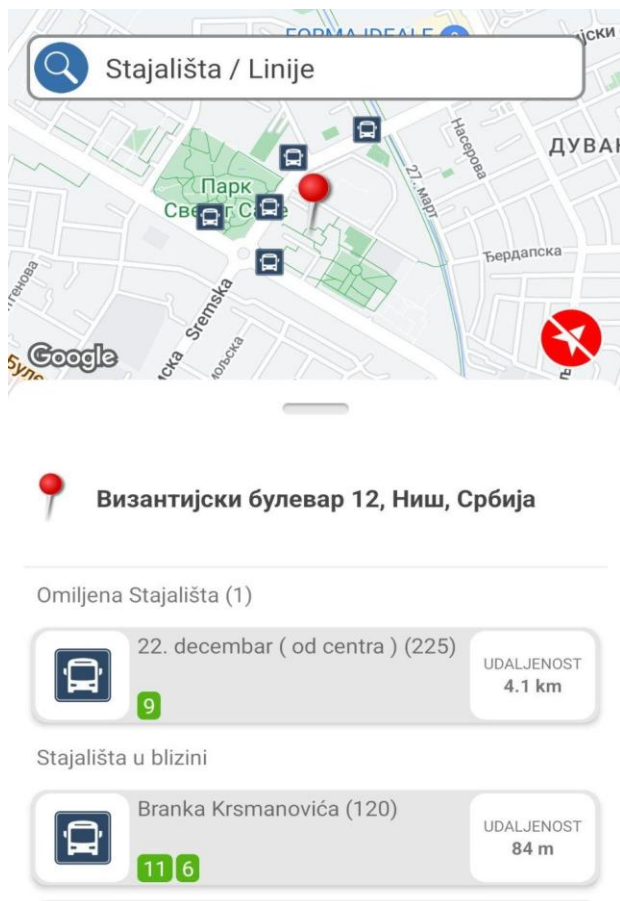 FORMA IDEALE
Stajališta / Linije
Насерова
ДУВАН
27. март
Парк
Ђердапска
Sremska
Google
Византијски булевар 12, Ниш, Србија
Omiljena Stajališta (1)
22. decembar ( od centra ) (225)
UDALJENOST
9
4.1 km
Stajališta u blizini
Branka Krsmanovića (120)
UDALJENOST
11 6
84 m